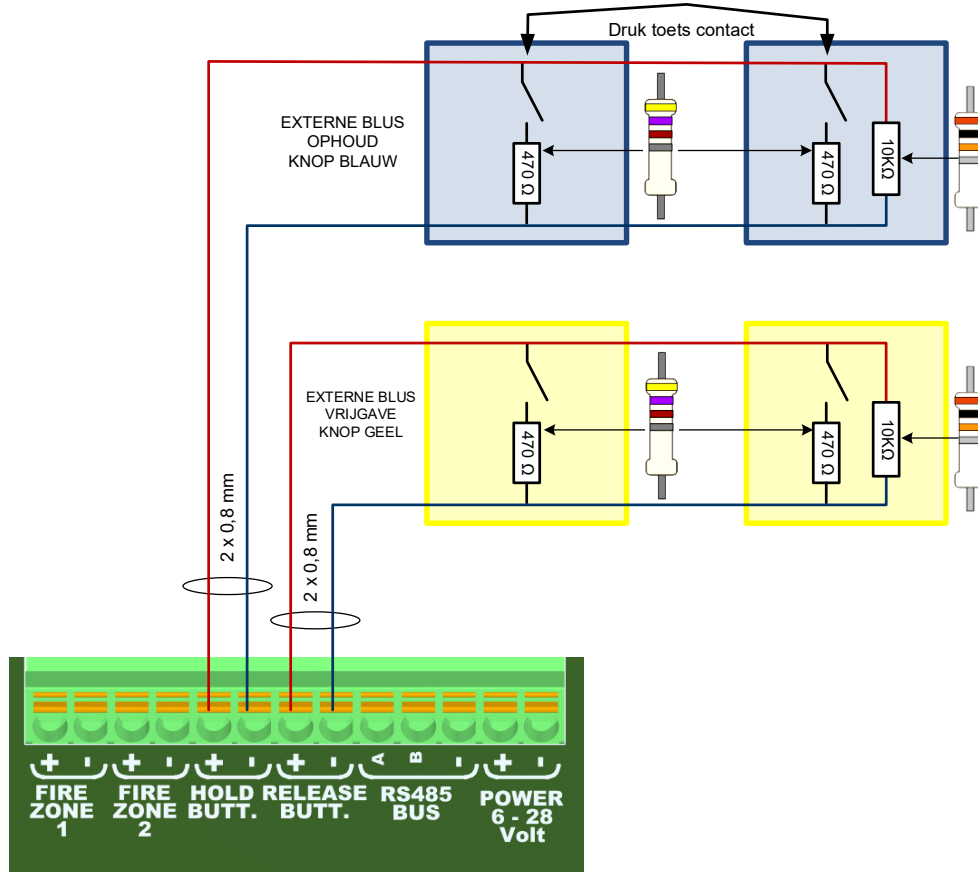 Druk toets contact
EXTERNE BLUS
OPHOUD
KNOP BLAUW
470 Ω
470 Ω
10KΩ
EXTERNE BLUS
VRIJGAVE
KNOP GEEL
470 Ω
470 Ω
10KΩ
2 x 0,8 mm
2 x 0,8 mm
+ - + - + - + - A B - + -
FIRE ZONE 1
FIRE ZONE 2
HOLD BUTT.
RELEASE BUTT.
RS485 BUS
POWER 6 - 28 Volt